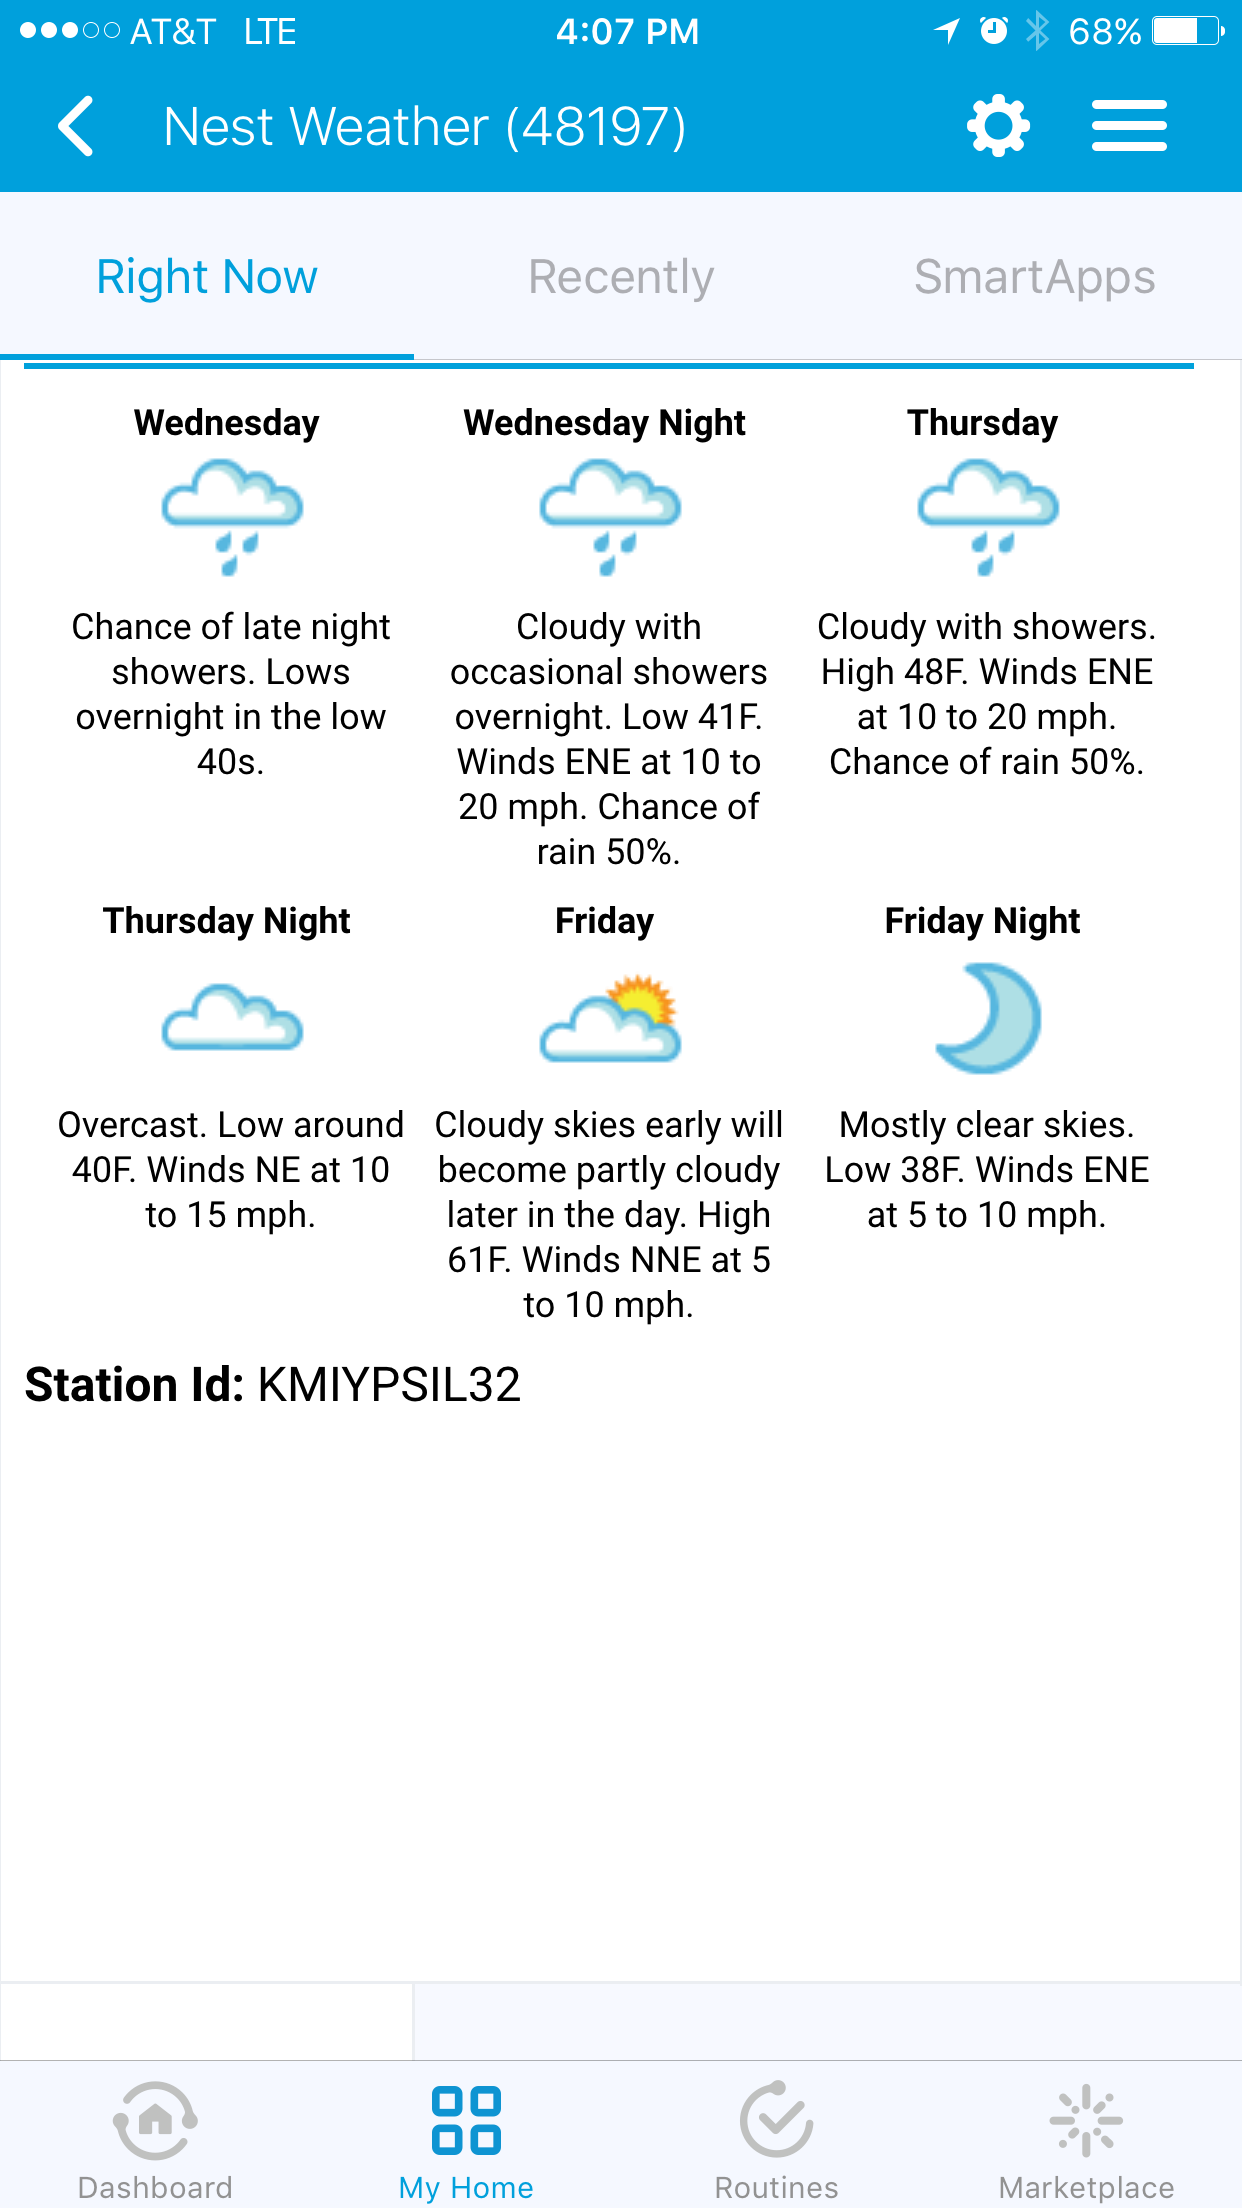 AT&T LTE 4:07 PM 68%
Nest Weather (48197)
Right Now Recently SmartApps
Wednesday Wednesday Night Thursday
Chance of late night
showers. Lows
overnight in the low
40s.
Cloudy with
occasional showers
overnight. Low 41F.
Winds ENE at 10 to
20 mph. Chance of
rain 50%.
Cloudy with showers.
High 48F. Winds ENE
at 10 to 20 mph.
Chance of rain 50%.
Thursday Night Friday Friday Night
Overcast. Low around
40F. Winds NE at 10
to 15 mph.
Cloudy skies early will
become partly cloudy
later in the day. High
61F. Winds NNE at 5
to 10 mph.
Mostly clear skies.
Low 38F. Winds ENE
at 5 to 10 mph.
Station Id: KMIYPSIL32
Dashboard My Home Routines Marketplace